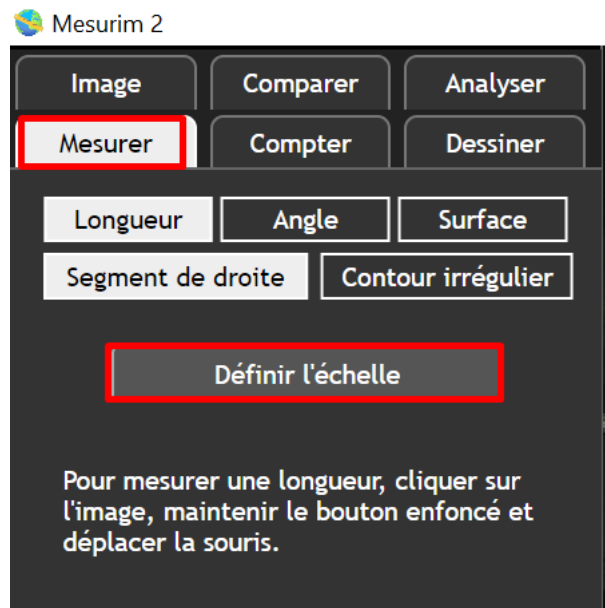 Mesurim 2
Image Comparer Analyser
Mesurer Compter Dessiner
Longueur Angle Surface
Segment de droite Contour irrégulier
Définir l'échelle
Pour mesurer une longueur, cliquer sur
l'image, maintenir le bouton enfoncé et
déplacer la souris.